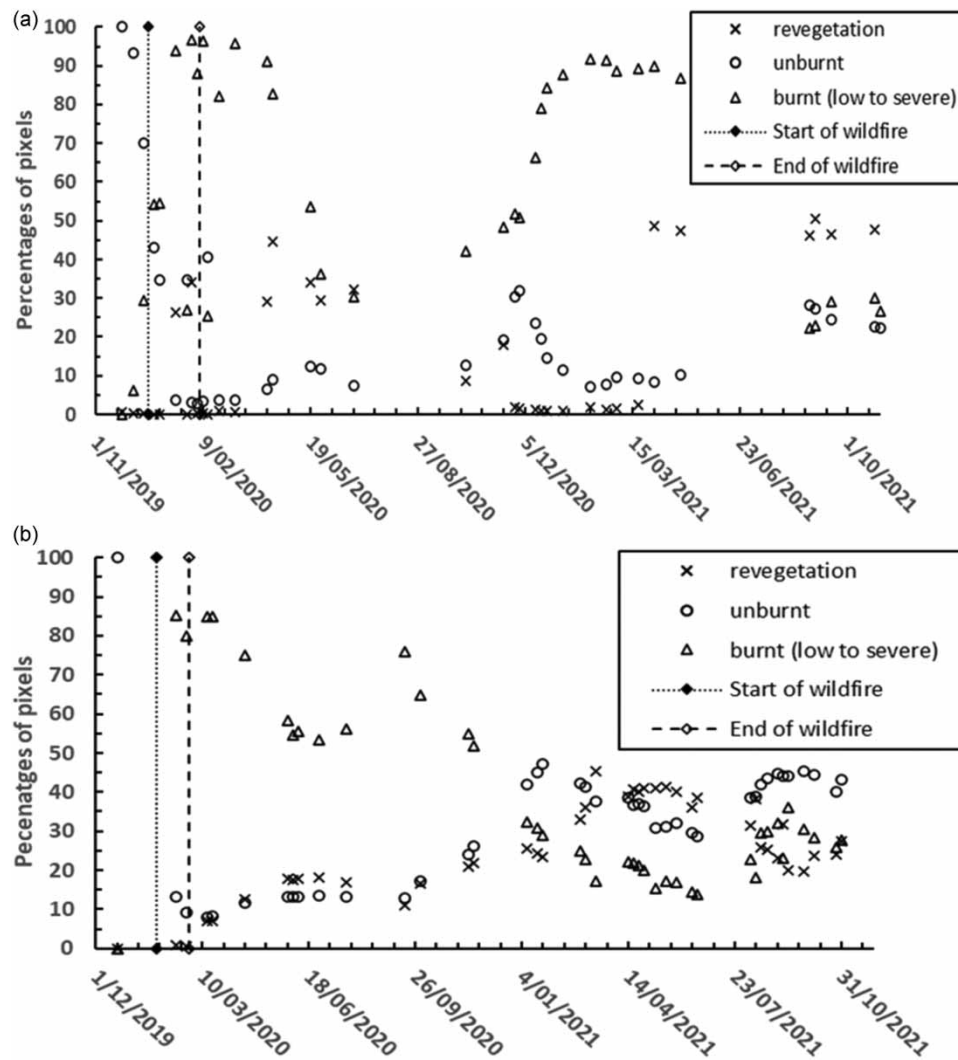 (a)
Percentages of pixels
100
90
80
70
60
50
40
30
20
10
0
1/11/2019
9/02/2020
19/05/2020
27/08/2020
5/12/2020
15/03/2021
23/06/2021
1/10/2021
revegetation
unburnt
burnt (low to severe)
Start of wildfire
End of wildfire
(b)
Pecenatges of pixels
100
90
80
70
60
50
40
30
20
10
0
1/12/2019
10/03/2020
18/06/2020
26/09/2020
4/01/2021
14/04/2021
23/07/2021
31/10/2021
revegetation
unburnt
burnt (low to severe)
Start of wildfire
End of wildfire